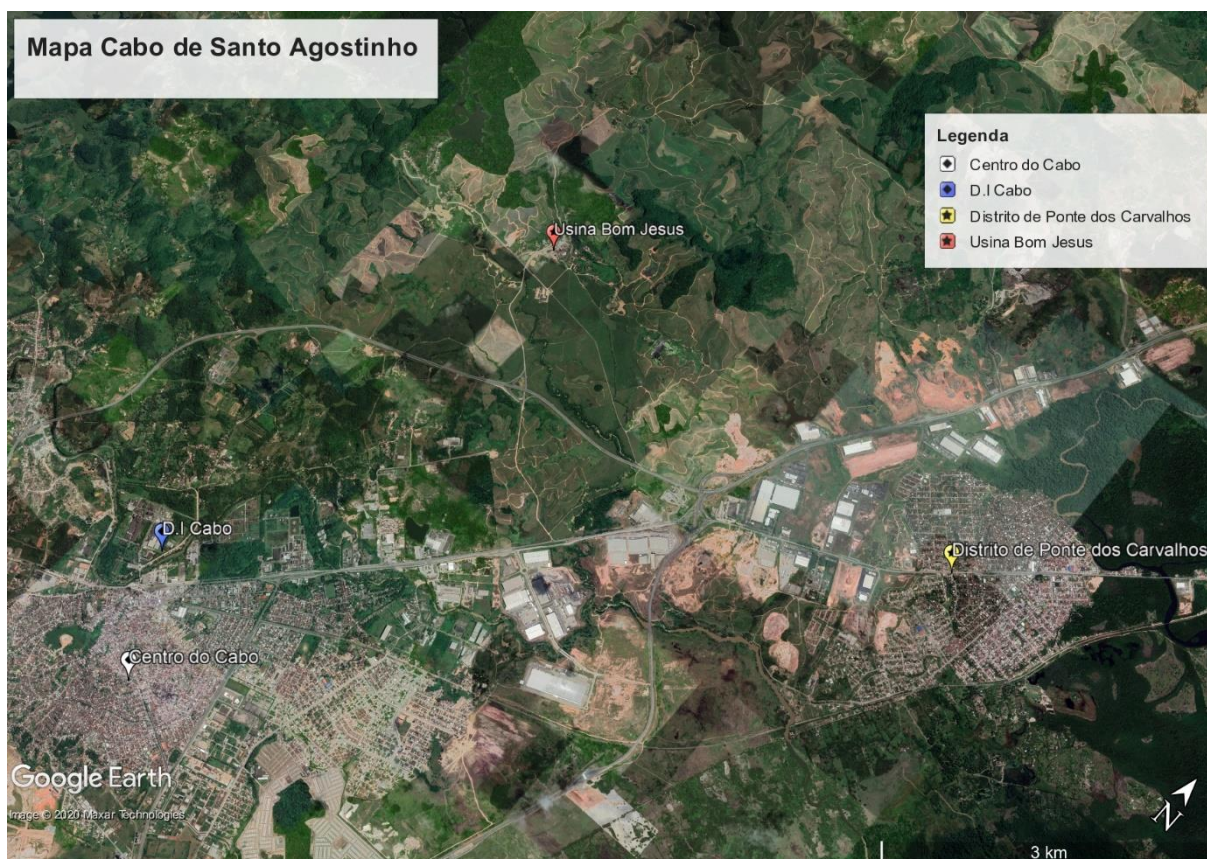 Mapa Cabo de Santo Agostinho
Legenda
Centro do Cabo
D.I Cabo
Distrito de Ponte dos Carvalhos
Usina Bom Jesus
Usina Bom Jesus
D.I Cabo
Distrito de Ponte dos Carvalhos
Centro do Cabo
Google Earth
Image © 2020 Maxar Technologies
N
3 km